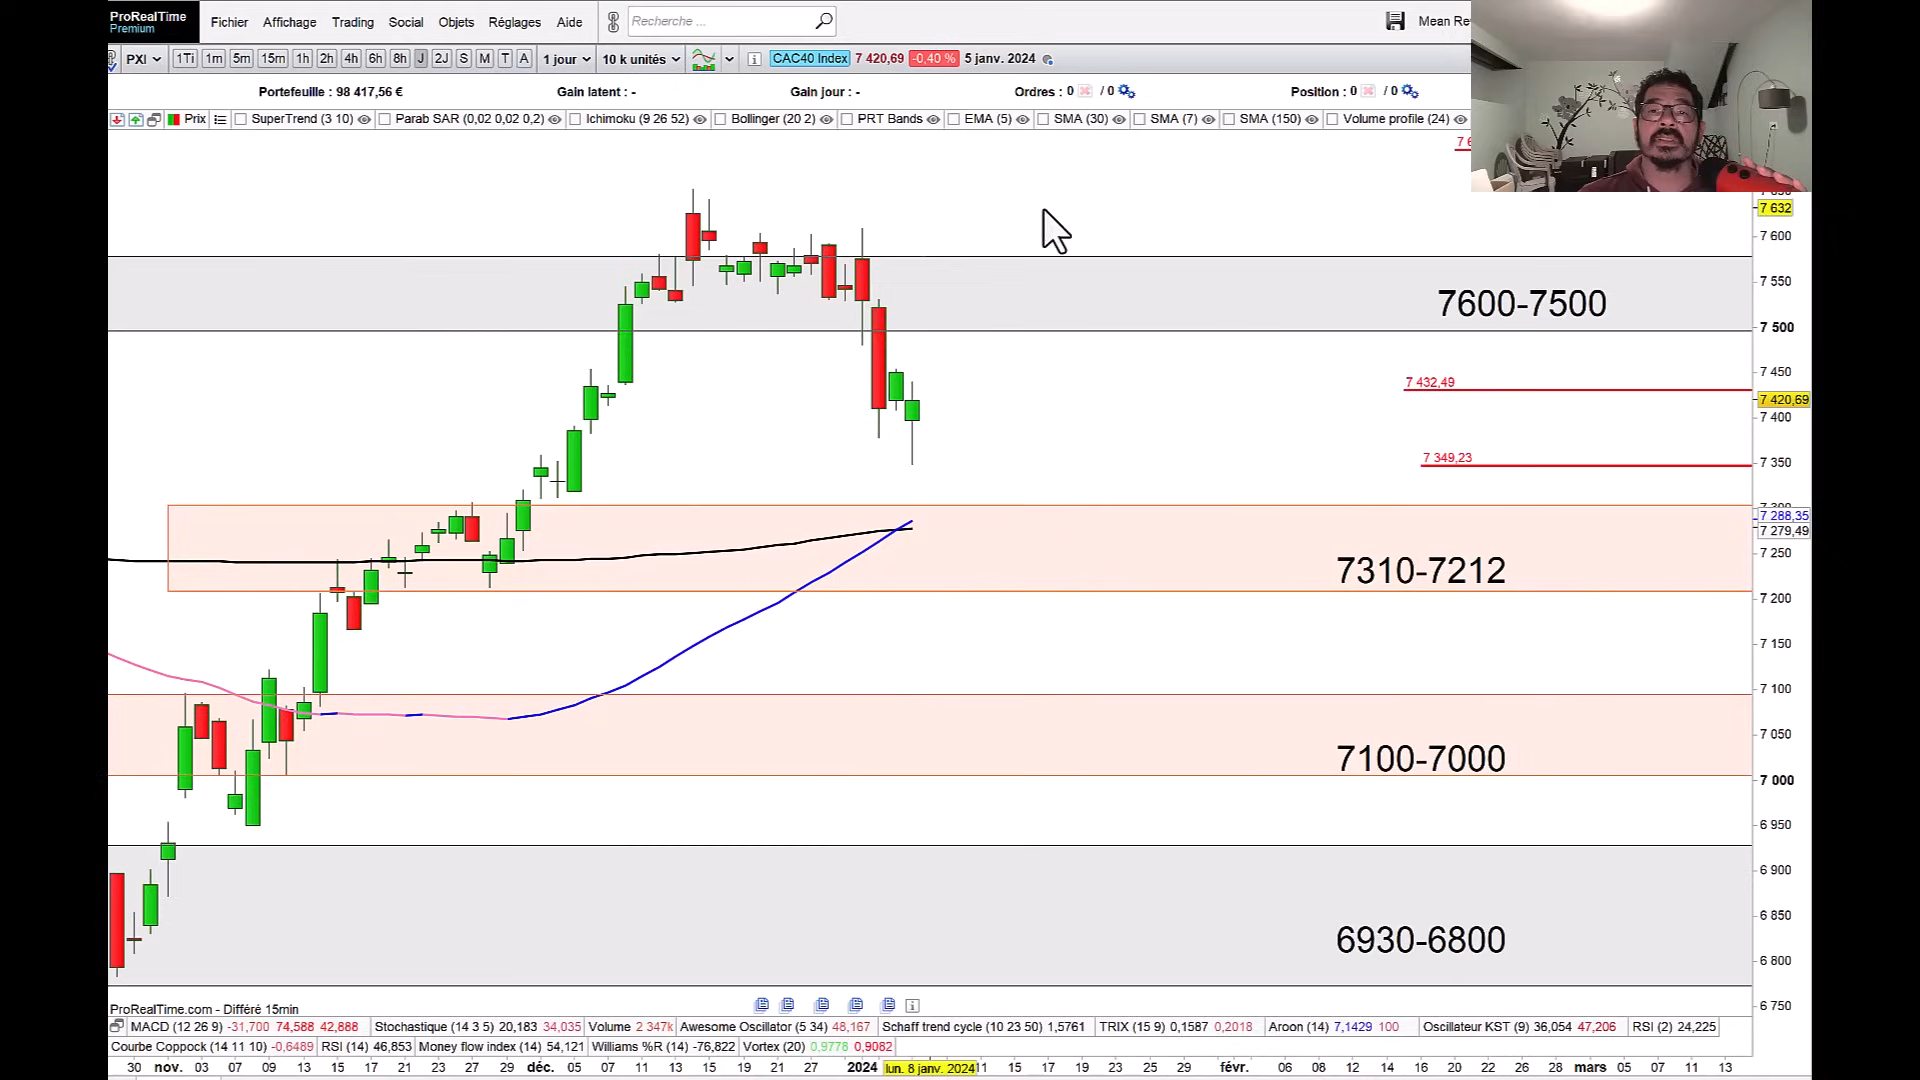 ProRealTime
Premium
Fichier Affichage Trading Social Objets Réglages Aide
Recherche ...
Mean Re
PXI 1Ti 1m 5m 15m 1h 2h 4h 6h 8h J 2J S M T A 1 jour 10 k unités CAC40 Index 7 420,69 -0,40 % 5 janv. 2024
Portefeuille : 98 417,56 € Gain latent : - Gain jour : - Ordres : 0 / 0 Position : 0 / 0
Prix SuperTrend (3 10) Parab SAR (0,02 0,02 0,2) Ichimoku (9 26 52) Bollinger (20 2) PRT Bands EMA (5) SMA (30) SMA (7) SMA (150) Volume profile (24)
7 632
7 600
7 550
7600-7500
7 500
7 450
7 432,49
7 420,69
7 400
7 349,23
7 350
7 288,35
7 279,49
7 250
7310-7212
7 200
7 150
7 100
7 050
7100-7000
7 000
6 950
6 900
6 850
6930-6800
6 800
6 750
ProRealTime.com - Différé 15min
MACD (12 26 9) -31,700 74,588 42,888 Stochastique (14 3 5) 20,183 34,035 Volume 2 347k Awesome Oscillator (5 34) 48,167 Schaff trend cycle (10 23 50) 1,5761 TRIX (15 9) 0,1587 0,2018 Aroon (14) 7,1429 100 Oscillateur KST (9) 36,054 47,206 RSI (2) 24,225
Courbe Coppock (14 11 10) -0,6489 RSI (14) 46,853 Money flow index (14) 54,121 Williams %R (14) -76,822 Vortex (20) 0,9778 0,9082
30 nov. 03 07 09 13 15 17 21 23 27 29 déc. 05 07 11 13 15 19 21 27 2024 lun. 8 janv. 2024 11 15 17 19 23 25 29 févr. 06 08 12 14 16 20 22 26 28 mars 05 07 11 13